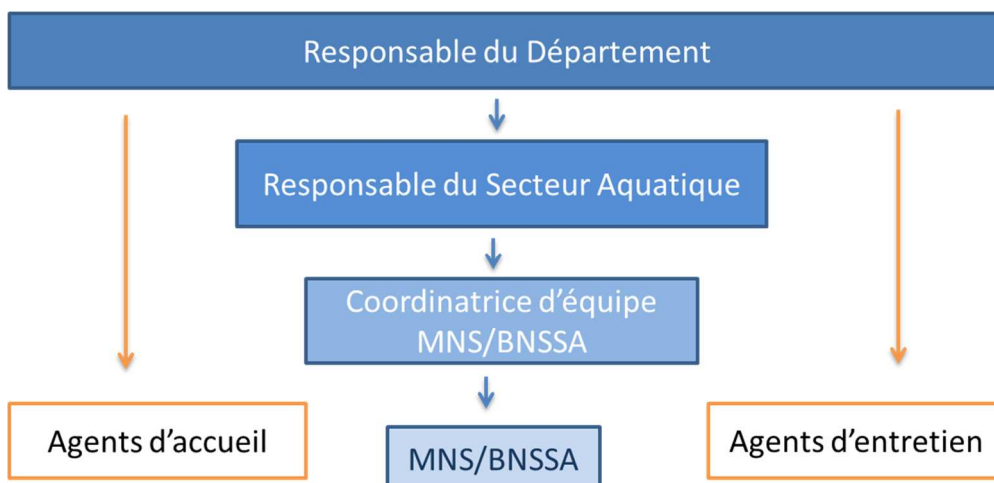 Responsable du Département
Responsable du Secteur Aquatique
Coordinatrice d’équipe
MNS/BNSSA
Agents d’accueil
MNS/BNSSA
Agents d’entretien